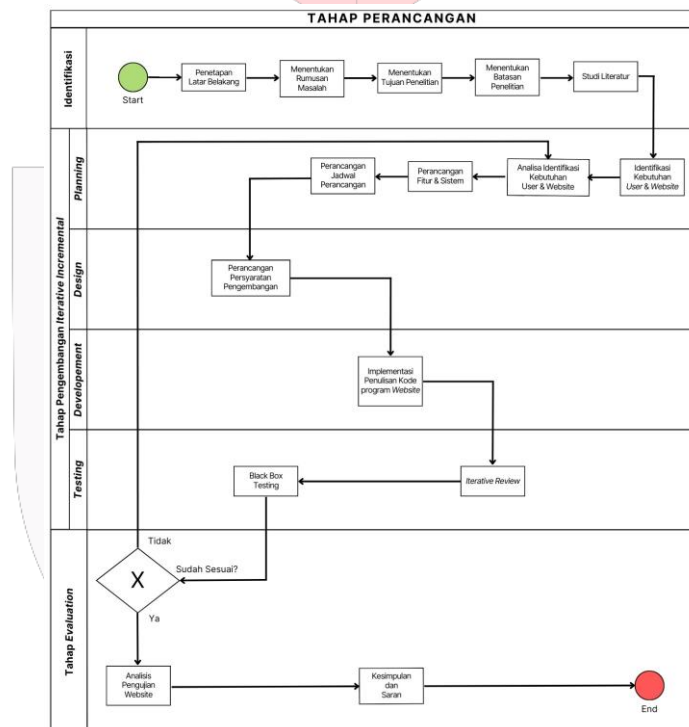 TAHAP PERANCANGAN
Identifikasi
Start
Penetapan
Latar Belakang
Menentukan
Rumusan
Masalah
Menentukan
Tujuan Penelitian
Menentukan
Batasan
Penelitian
Studi Literatur
Tahap Pengembangan Iterative Incremental
Planning
Perancangan
Jadwal
Perancangan
Perancangan
Fitur & Sistem
Analisa Identifikasi
Kebutuhan
User & Website
Identifikasi
Kebutuhan
User & Website
Design
Perancangan
Persyaratan
Pengembangan
Developement
Implementasi
Penulisan Kode
program Website
Testing
Black Box
Testing
Iterative Review
Tahap Evaluation
Tidak
Sudah Sesuai?
X
Ya
Analisis
Pengujian
Website
Kesimpulan
dan
Saran
End